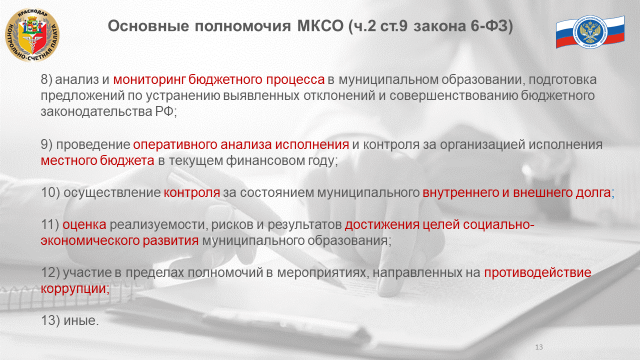 Основные полномочия МКСО (ч.2 ст.9 закона 6-ФЗ)
КРАСНОДАР
КОНТРОЛЬНО-СЧЕТНАЯ ПАЛАТА
8) анализ и мониторинг бюджетного процесса в муниципальном образовании, подготовка
предложений по устранению выявленных отклонений и совершенствованию бюджетного
законодательства РФ;
9) проведение оперативного анализа исполнения и контроля за организацией исполнения
местного бюджета в текущем финансовом году;
10) осуществление контроля за состоянием муниципального внутреннего и внешнего долга;
11) оценка реализуемости, рисков и результатов достижения целей социально-
экономического развития муниципального образования;
12) участие в пределах полномочий в мероприятиях, направленных на противодействие
коррупции;
13) иные.
13